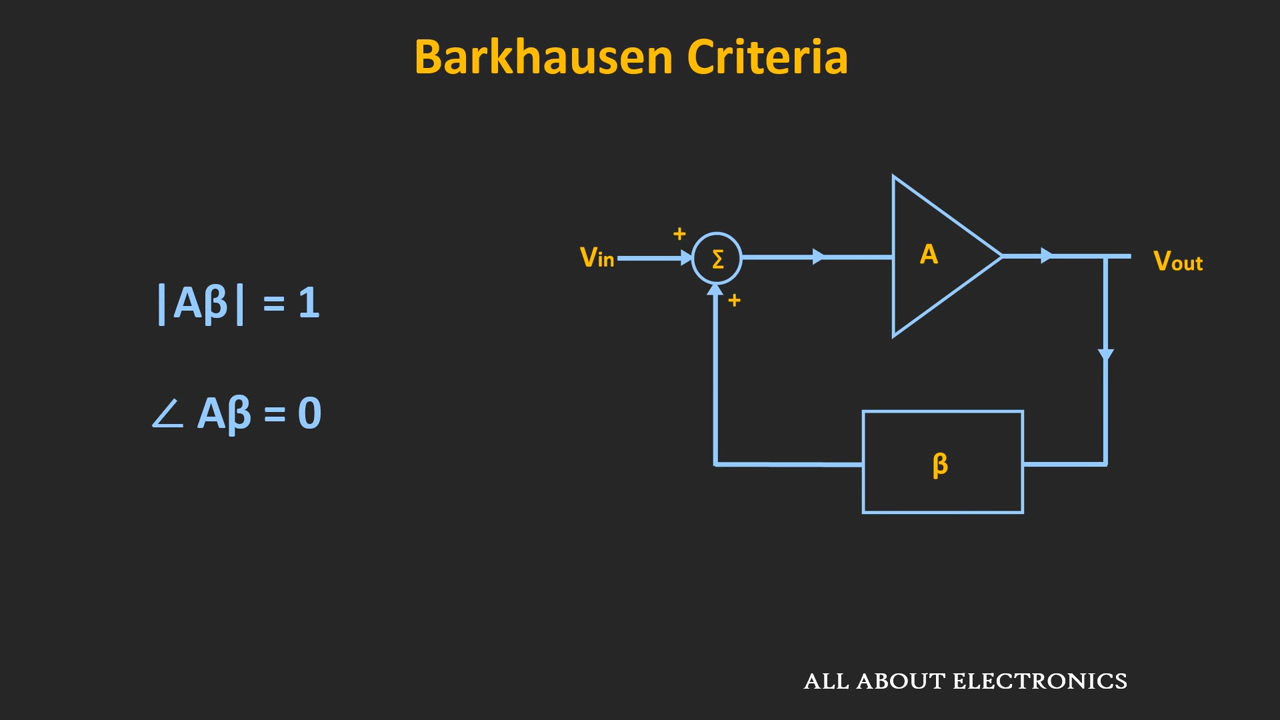 Barkhausen Criteria
|Aβ| = 1
∠ Aβ = 0
Vin
+
Σ
+
A
Vout
β
ALL ABOUT ELECTRONICS